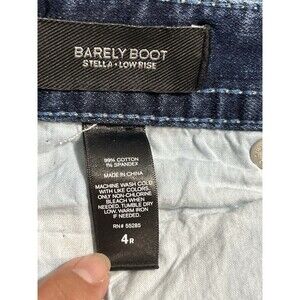 BARELY BOOT
STELLA • LOW RISE
99% COTTON
1% SPANDEX
MADE IN CHINA
MACHINE WASH COLD
WITH LIKE COLORS.
ONLY NON-CHLORINE
BLEACH WHEN
NEEDED. TUMBLE DRY
LOW. WARM IRON IF
NEEDED.
RN# 55285
4R